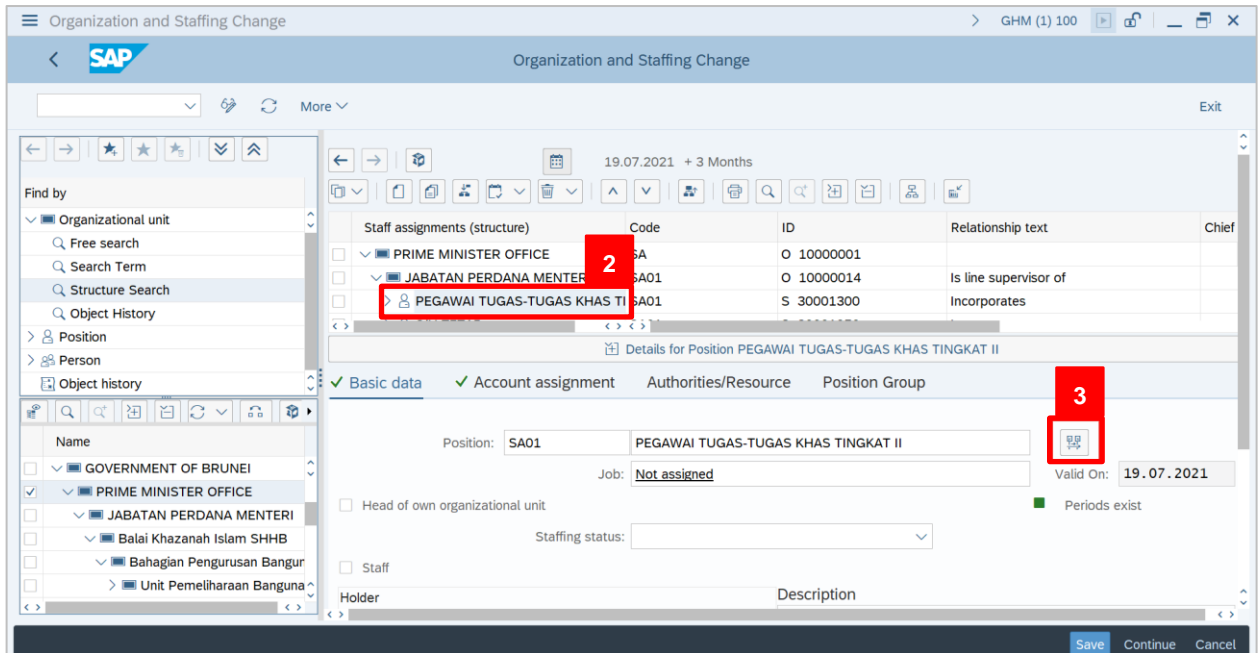 Organization and Staffing Change
GHM (1) 100
SAP
Organization and Staffing Change
More
Exit
19.07.2021 + 3 Months
Find by
Organizational unit
Free search
Search Term
Structure Search
Object History
Position
Person
Object history
Staff assignments (structure) Code ID Relationship text Chief
PRIME MINISTER OFFICE SA O 10000001
2
JABATAN PERDANA MENTER SA01 O 10000014 Is line supervisor of
PEGAWAI TUGAS-TUGAS KHAS TI SA01 S 30001300 Incorporates
Details for Position PEGAWAI TUGAS-TUGAS KHAS TINGKAT II
Basic data Account assignment Authorities/Resource Position Group
3
Position: SA01 PEGAWAI TUGAS-TUGAS KHAS TINGKAT II
Job: Not assigned Valid On: 19.07.2021
Head of own organizational unit Periods exist
Staffing status:
Staff
Holder Description
Name
GOVERNMENT OF BRUNEI
PRIME MINISTER OFFICE
JABATAN PERDANA MENTERI
Balai Khazanah Islam SHHB
Bahagian Pengurusan Bangun
Unit Pemeliharaan Banguna
Save Continue Cancel